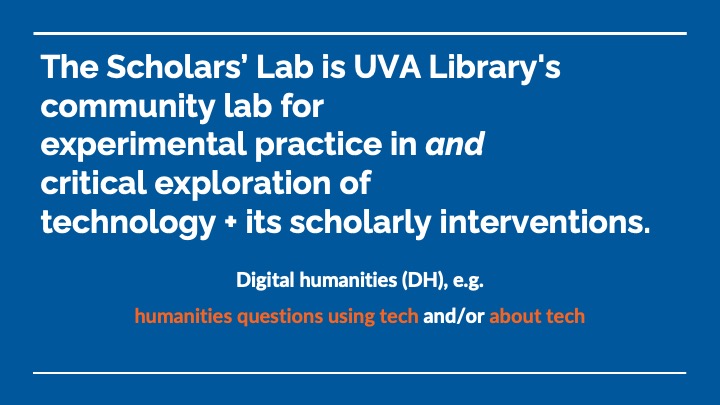 The Scholars’ Lab is UVA Library's
community lab for
experimental practice in and
critical exploration of
technology + its scholarly interventions.
Digital humanities (DH), e.g.
humanities questions using tech and/or about tech